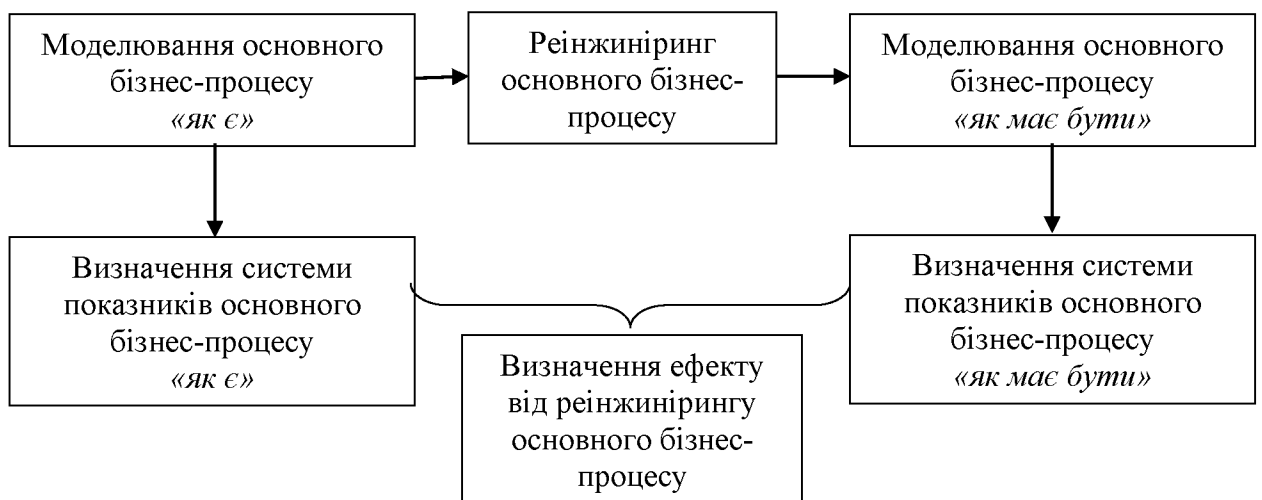 Моделювання основного
бізнес-процесу
«як є»
Реінжиніринг
основного бізнес-
процесу
Моделювання основного
бізнес-процесу
«як має бути»
Визначення системи
показників основного
бізнес-процесу
«як є»
Визначення ефекту
від реінжинірингу
основного бізнес-
процесу
Визначення системи
показників основного
бізнес-процесу
«як має бути»